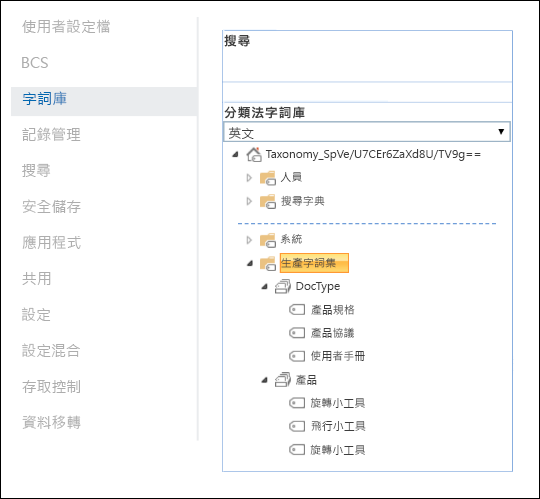 使用者設定檔
BCS
字詞庫
記錄管理
搜尋
安全儲存
應用程式
共用
設定
設定混合
存取控制
資料移轉
搜尋
分類法字詞庫
英文
Taxonomy_SpVe/U7CEr6ZaXd8U/TV9g==
人員
搜尋字典
系統
生產字詞集
DocType
產品規格
產品協議
使用者手冊
產品
旋轉小工具
飛行小工具
旋轉小工具